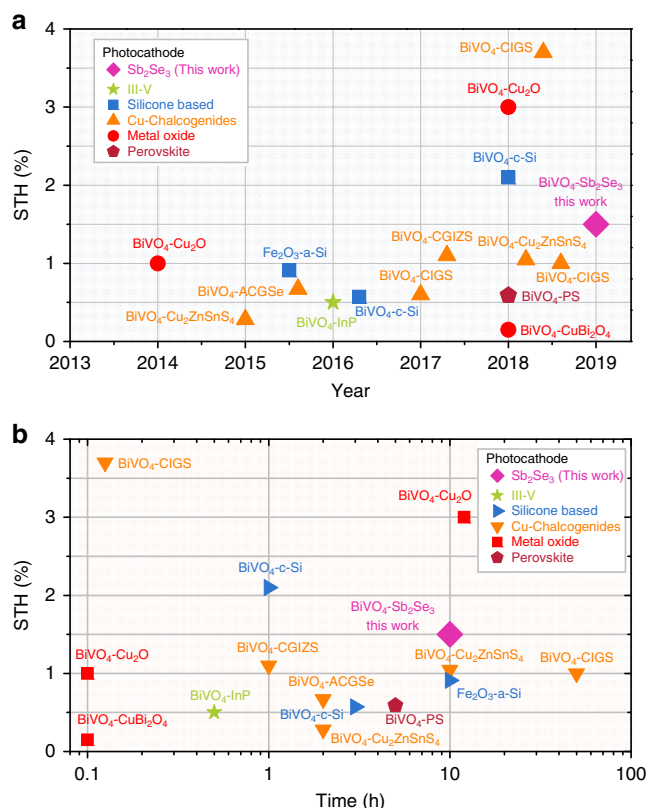 a
4
3
2
1
0
STH (%)
Photocathode
Sb₂Se₃ (This work)
III-V
Silicone based
Cu-Chalcogenides
Metal oxide
Perovskite
BiVO₄-CIGS
BiVO₄-Cu₂O
BiVO₄-c-Si
BiVO₄-Sb₂Se₃
this work
BiVO₄-Cu₂O
Fe₂O₃-a-Si
BiVO₄-CGIZS
BiVO₄-Cu₂ZnSnS₄
BiVO₄-ACGSe
BiVO₄-CIGS
BiVO₄-CIGS
BiVO₄-Cu₂ZnSnS₄
BiVO₄-InP
BiVO₄-c-Si
BiVO₄-PS
BiVO₄-CuBi₂O₄
2013 2014 2015 2016 2017 2018 2019
Year
b
4
3
2
1
0
STH (%)
Photocathode
Sb₂Se₃ (This work)
III-V
Silicone based
Cu-Chalcogenides
Metal oxide
Perovskite
BiVO₄-CIGS
BiVO₄-Cu₂O
BiVO₄-c-Si
BiVO₄-Sb₂Se₃
this work
BiVO₄-Cu₂O
BiVO₄-CGIZS
BiVO₄-Cu₂ZnSnS₄
BiVO₄-CIGS
BiVO₄-InP
BiVO₄-ACGSe
Fe₂O₃-a-Si
BiVO₄-CuBi₂O₄
BiVO₄-c-Si
BiVO₄-PS
BiVO₄-Cu₂ZnSnS₄
0.1 1 10 100
Time (h)